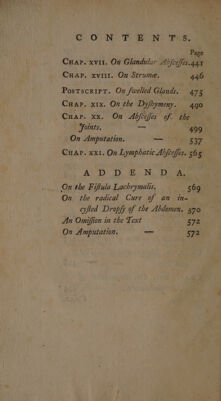 CONTENTS.
Page
CHAP. XVII. On Glandular Abſceſſes. 441
CHAP. XVIII. On Strumæ. 446
POSTSCRIPT. On ſwelled Glands. 475
CHAP. XIX. On the Dyſthymeny. 490
CHAP. XX. On Abſceſſes of the
Joints. — 499
On Amputation. — 537
CHAP. XXI. On Lymphatic Abſceſſes. 565
ADDENDA.
On the Fiſtula Lachrymalis. 569
On the radical Cure of an in-
cyſted Dropſy of the Abdomen. 570
An Omiſſion in the Text 572
On Amputation. — 572